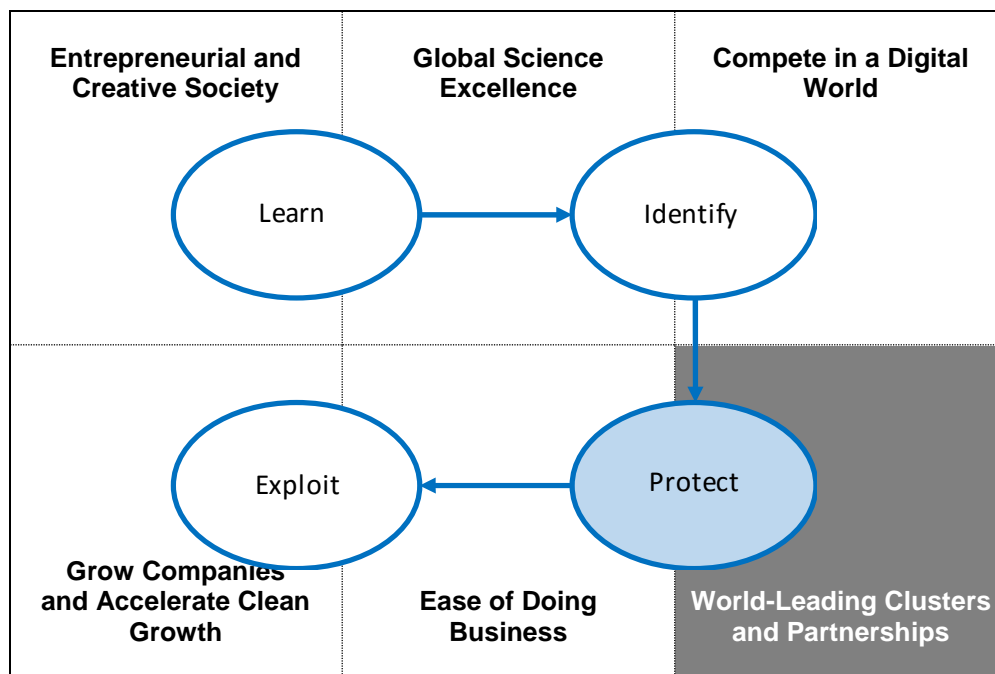 Entrepreneurial and
Creative Society
Global Science
Excellence
Compete in a Digital
World
Learn
Identify
Exploit
Protect
Grow Companies
and Accelerate Clean
Growth
Ease of Doing
Business
World-Leading Clusters
and Partnerships